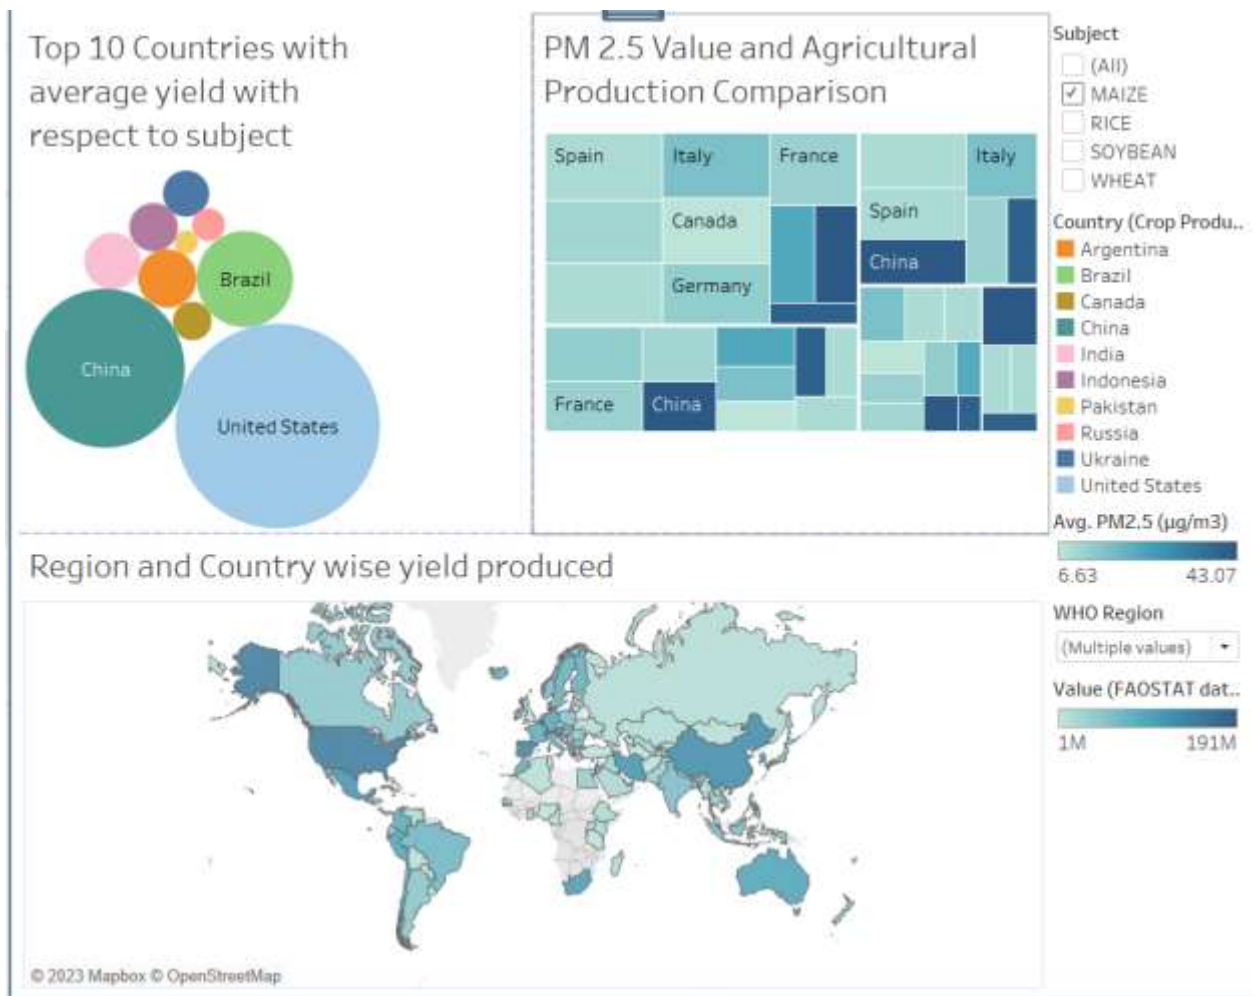 Top 10 Countries with
average yield with
respect to subject
Brazil
China
United States
PM 2.5 Value and Agricultural
Production Comparison
Spain
Italy
France
Italy
Canada
Spain
China
Germany
France
China
Subject
(All)
MAIZE
RICE
SOYBEAN
WHEAT
Country (Crop Produ..
Argentina
Brazil
Canada
China
India
Indonesia
Pakistan
Russia
Ukraine
United States
Avg. PM2.5 (µg/m3)
6.63 43.07
WHO Region
(Multiple values)
Value (FAOSTAT dat..
1M 191M
Region and Country wise yield produced
© 2023 Mapbox © OpenStreetMap